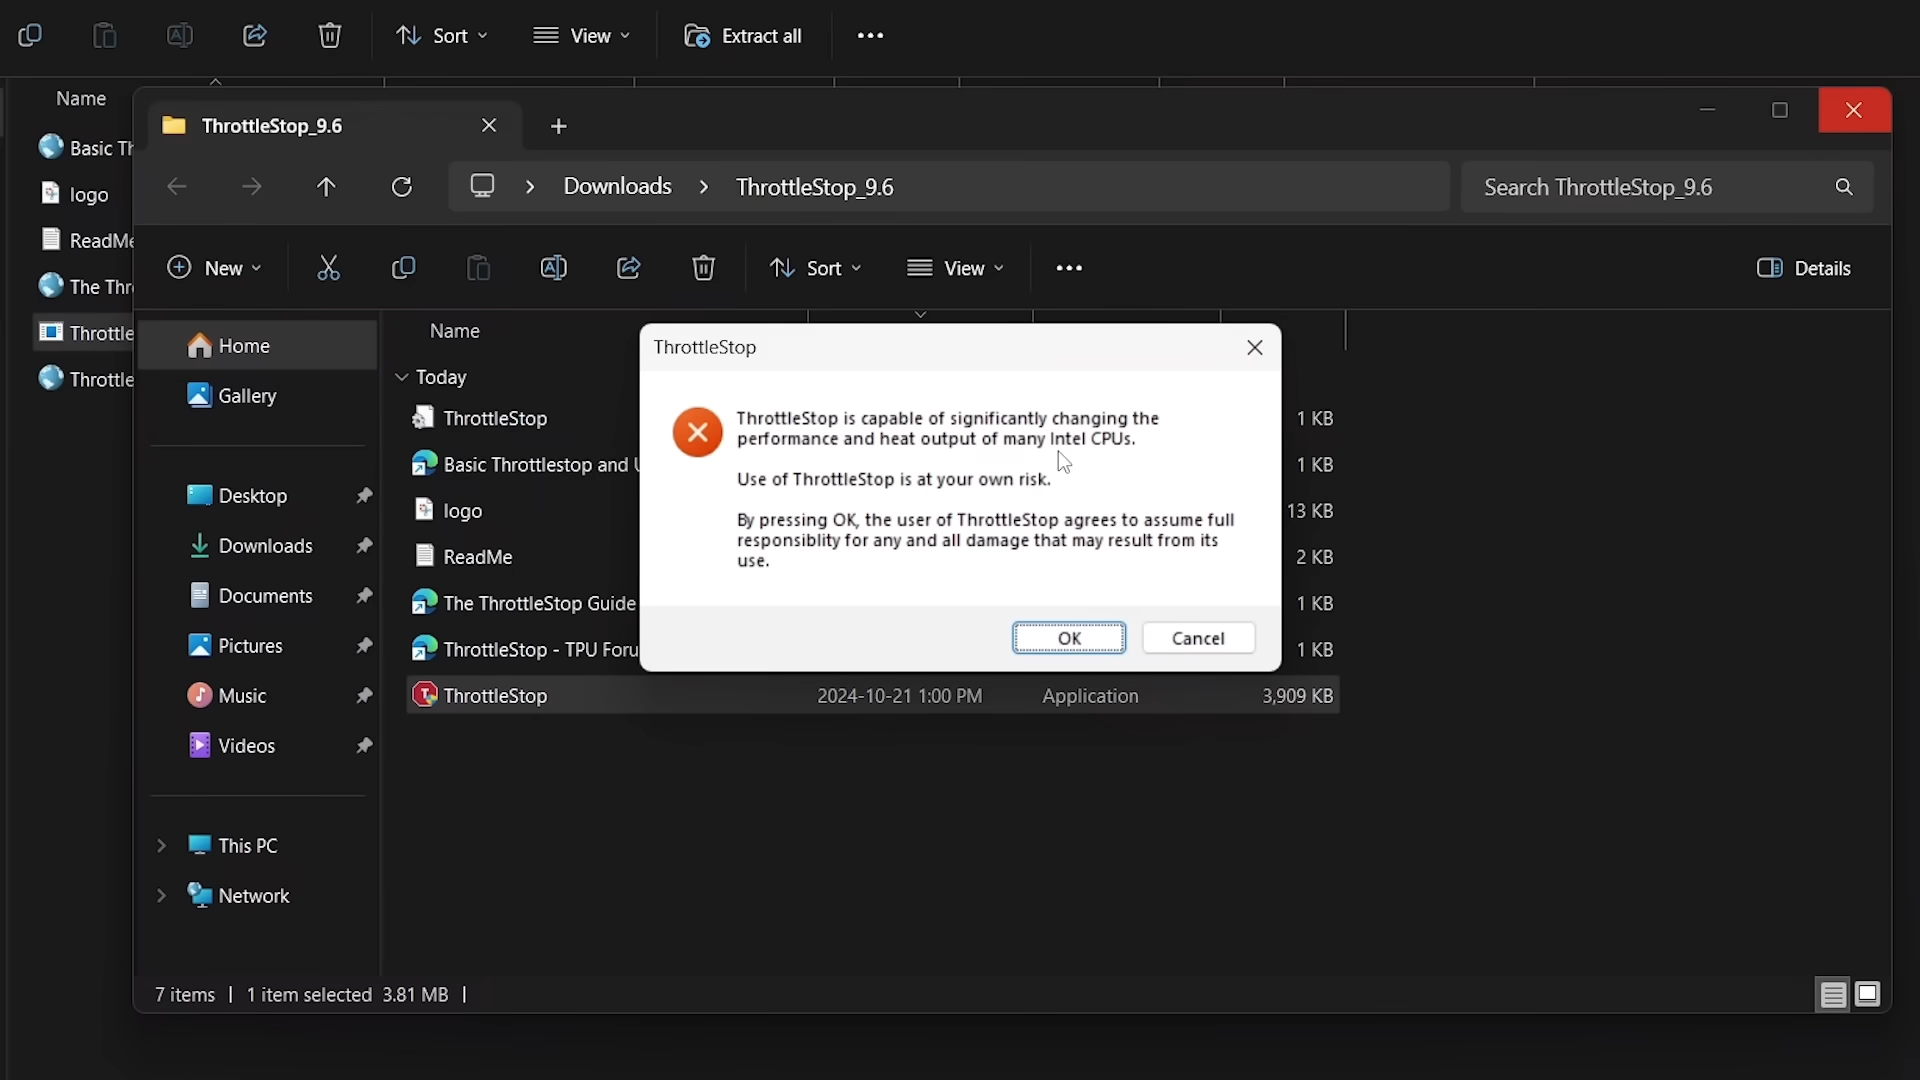 Sort
View
Extract all
Name
Basic Th
logo
ReadMe
The Thr
Throttle
Throttle
ThrottleStop_9.6
Downloads
ThrottleStop_9.6
Search ThrottleStop_9.6
New
Sort
View
Details
Home
Gallery
Desktop
Downloads
Documents
Pictures
Music
Videos
This PC
Network
Name
Today
ThrottleStop 1 KB
Basic Throttlestop and U 1 KB
logo 13 KB
ReadMe 2 KB
The ThrottleStop Guide 1 KB
ThrottleStop - TPU Foru 1 KB
ThrottleStop 2024-10-21 1:00 PM Application 3,909 KB
ThrottleStop
ThrottleStop is capable of significantly changing the
performance and heat output of many Intel CPUs.
Use of ThrottleStop is at your own risk.
By pressing OK, the user of ThrottleStop agrees to assume full
responsiblity for any and all damage that may result from its
use.
OK
Cancel
7 items
1 item selected 3.81 MB